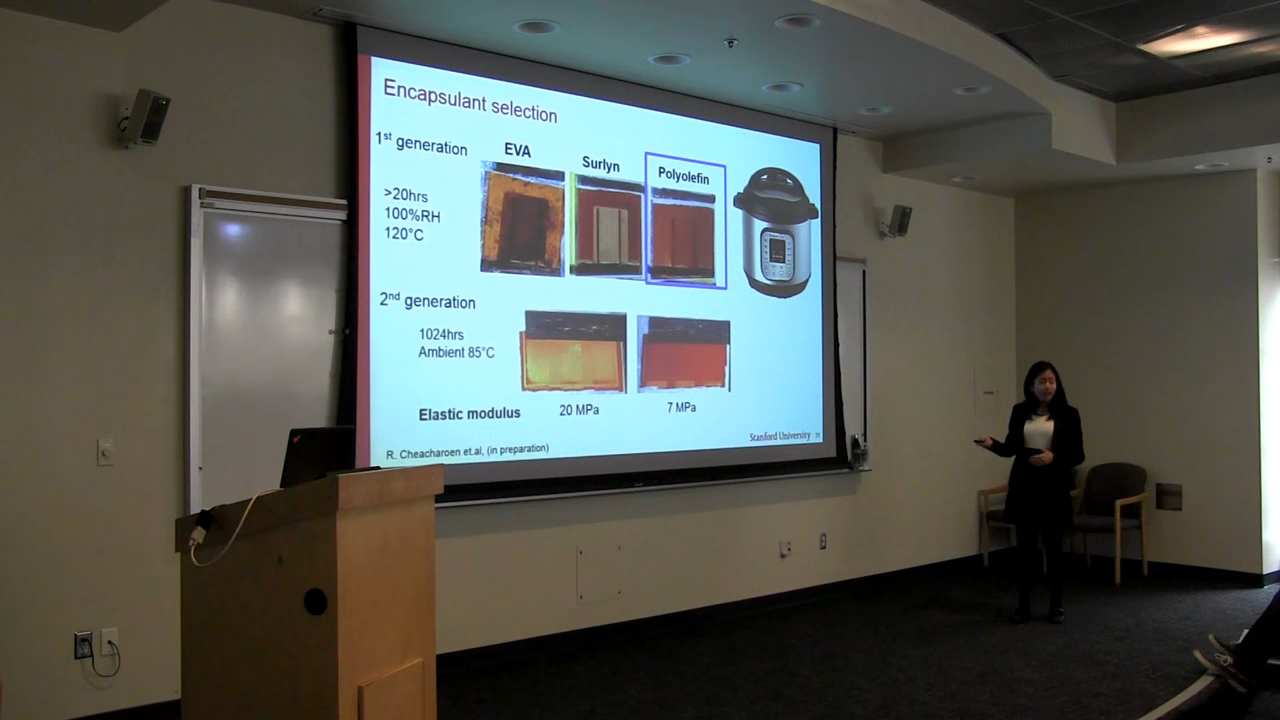 Encapsulant selection
1st generation
EVA
Surlyn
Polyolefin
>20hrs
100%RH
120°C
2nd generation
1024hrs
Ambient 85°C
Elastic modulus
20 MPa
7 MPa
R. Cheacharoen et.al, (in preparation)
Stanford University